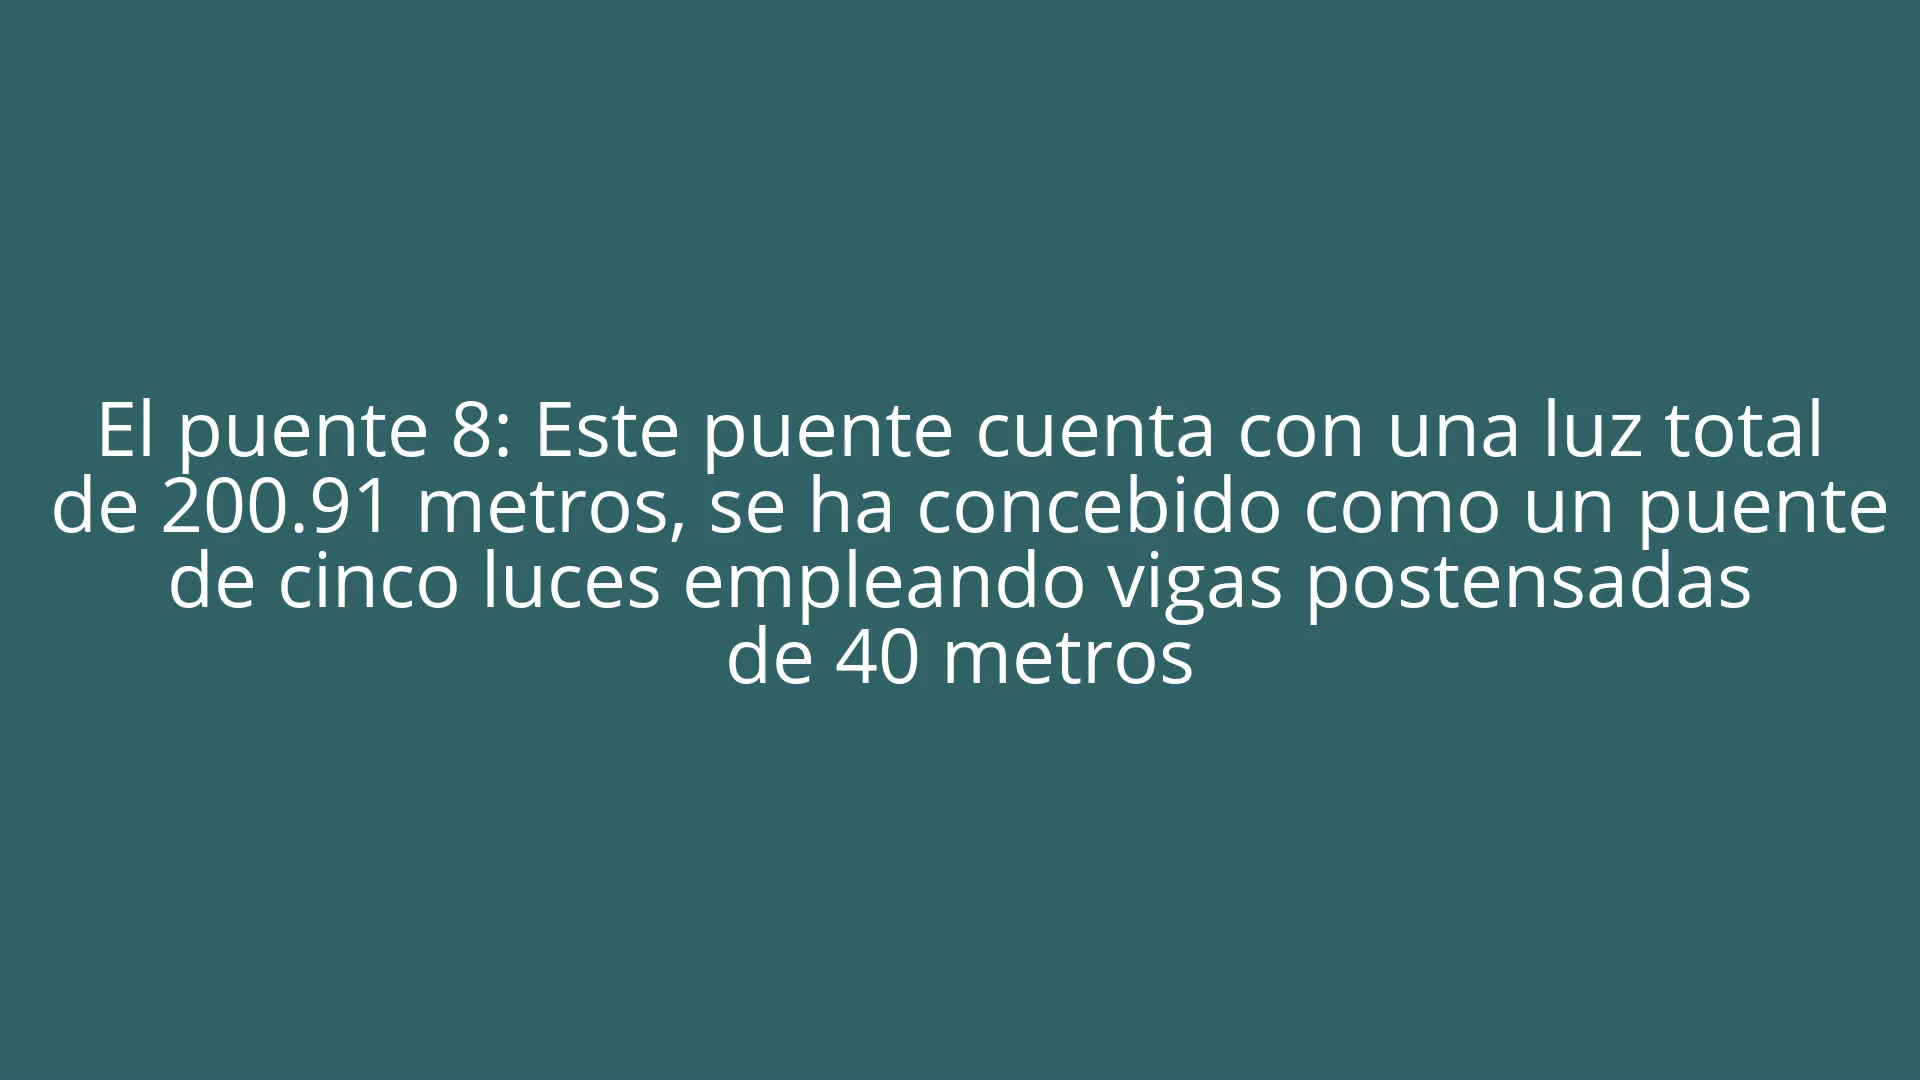 El puente 8: Este puente cuenta con una luz total
de 200.91 metros, se ha concebido como un puente
de cinco luces empleando vigas postensadas
de 40 metros